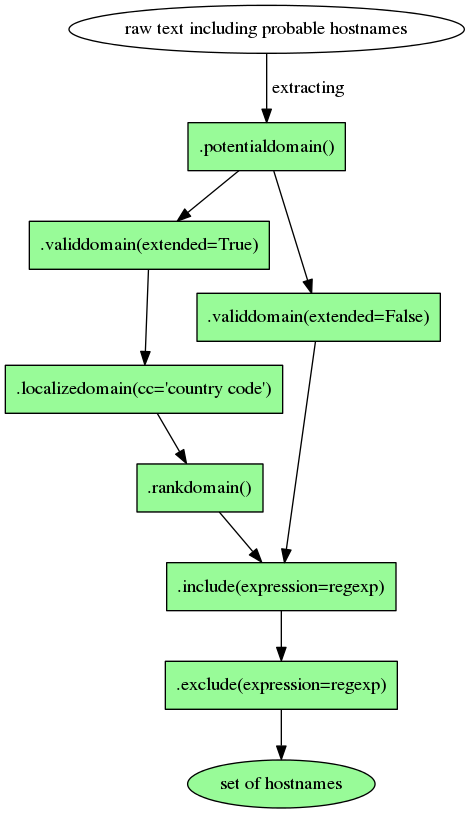 raw text including probable hostnames
extracting
.potentialdomain()
.validdomain(extended=True)
.validdomain(extended=False)
.localizedomain(cc='country code')
.rankdomain()
.include(expression=regexp)
.exclude(expression=regexp)
set of hostnames